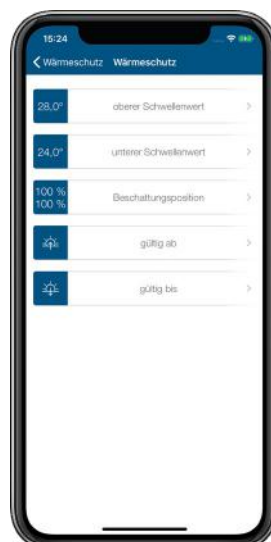 15:24
Wärmeschutz Wärmeschutz
28,0° oberer Schwellenwert
24,0° unterer Schwellenwert
100 %
100 % Beschattungsposition
gültig ab
gültig bis